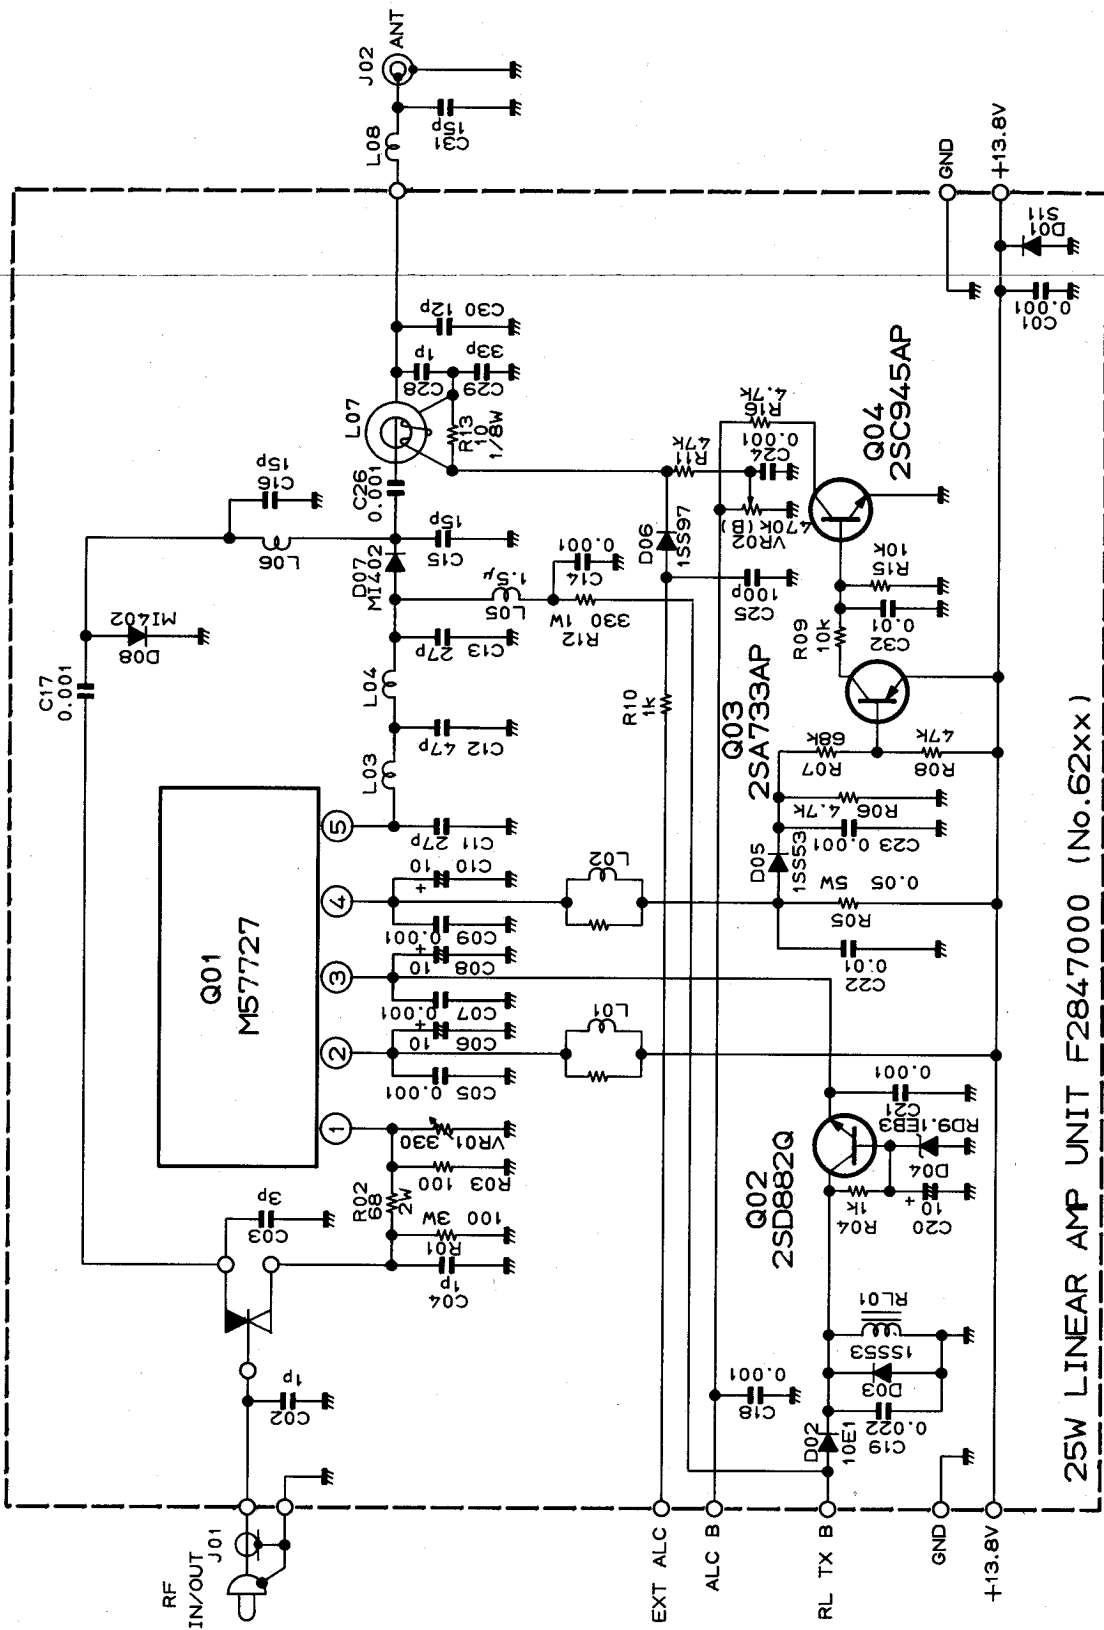 J02
ANT
C31
15p
L08
GND
+13.8V
D01
S11
C01
0.001
C30 12p
C28
1p
C29
33p
L07
R13
10
1/8W
C26
0.001
C16
15p
L06
C15
15p
D07
MI402
D08
MI402
C17
0.001
L05
1.5μ
C14
0.001
R12
330 1W
C13
27p
L04
C12 47p
L03
C11 27p
Q01
M57727
1
2
3
4
5
C10
10
+
C09
0.001
C08
10
+
C07
0.001
C06
10
+
C05 0.001
L02
L01
VR01
330
R03
100
R02
68
2W
R01
100
3W
C04
1p
C03
3p
C02
1p
RF
IN/OUT
J01
D06
1SS97
R11
47k
C24
0.001
VR02
470k(B)
R16
4.7k
C25
100p
R10
1k
Q04
2SC945AP
R15
10k
C32
0.01
R09
10k
Q03
2SA733AP
R07
68k
R08
47k
R06
4.7k
C23 0.001
D05
1SS53
R05
0.05 5W
C22
0.01
C21
0.001
Q02
2SD882Q
D04
RD9.1EB3
R04
1k
C20
10
+
RL01
D03
1SS53
C19
0.022
D02
10E1
C18
0.001
EXT ALC
ALC B
RL TX B
GND
+13.8V
25W LINEAR AMP UNIT F2847000 (No.62xx)